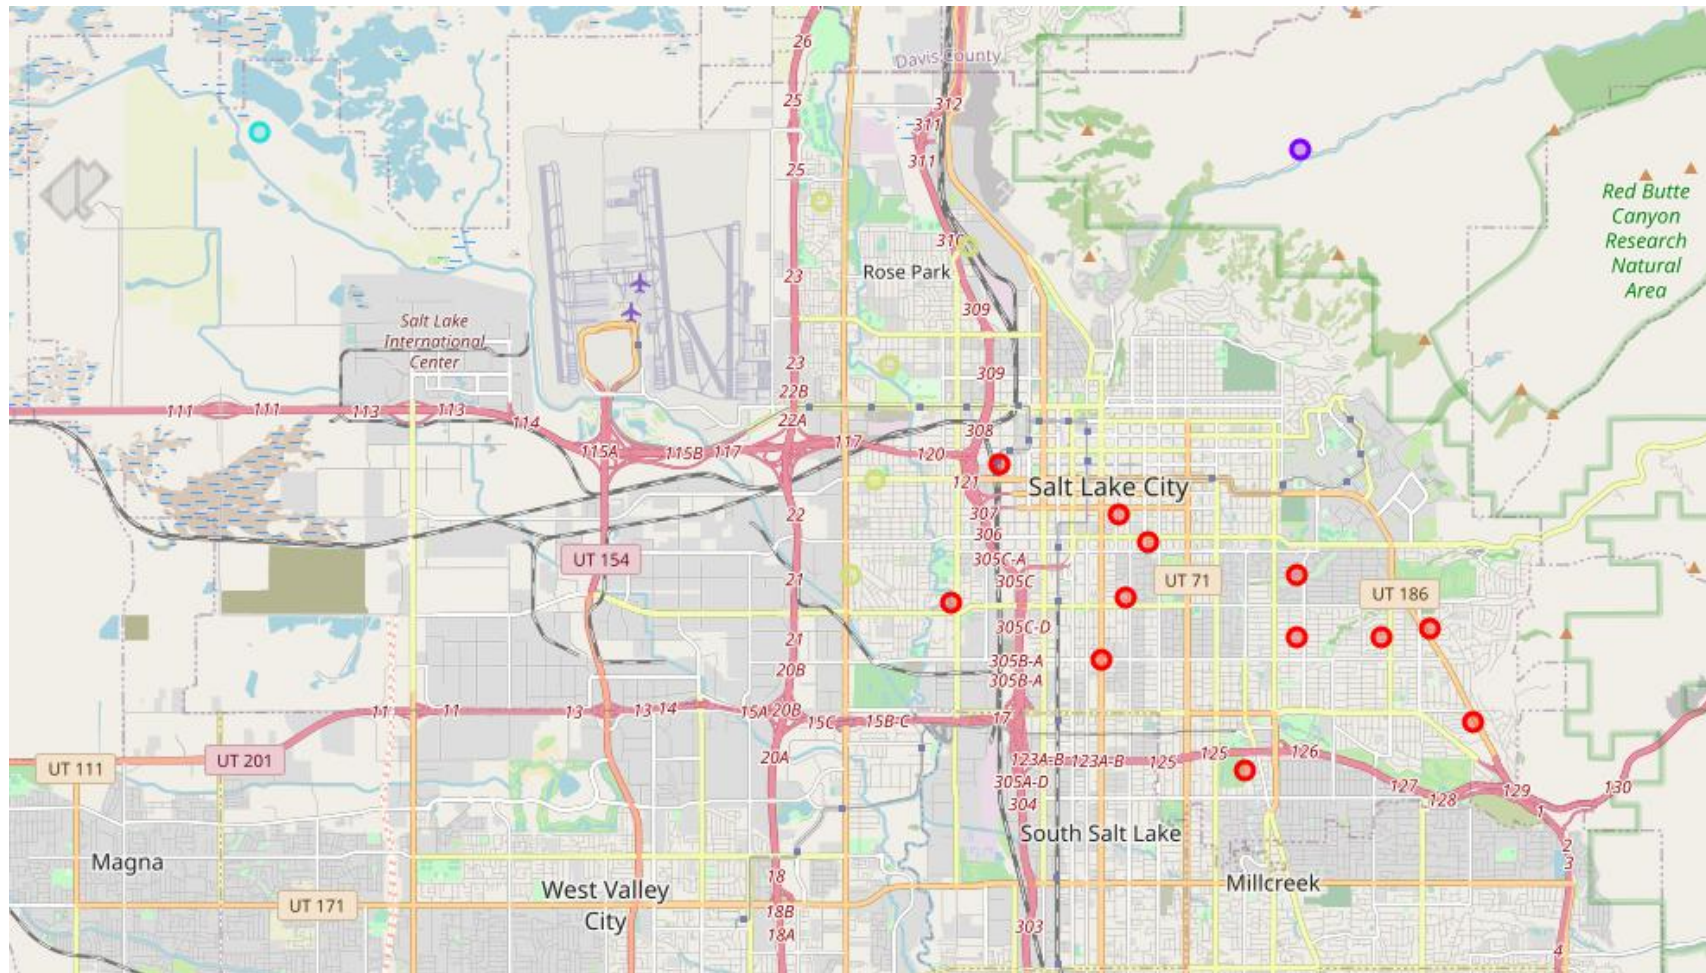 26
Davis County
25
312
311
311
25
Red Butte
Canyon
Research
Natural
Area
310
Rose Park
23
309
Salt Lake
International
Center
23
309
22B
111
111
113
113
114
22A
117
308
115A
115B
117
120
121
Salt Lake City
22
307
306
305C-A
UT 154
21
305C
UT 71
UT 186
21
305C-D
20B
305B-A
305B-A
11
11
13
13
14
15A
20B
15C
15B-C
17
UT 201
UT 111
20A
123A-B
123A-B
125
125
126
305A-D
304
127
128
129
130
1
South Salt Lake
2
3
Magna
18
West Valley
City
Millcreek
UT 171
18B
18A
303
4